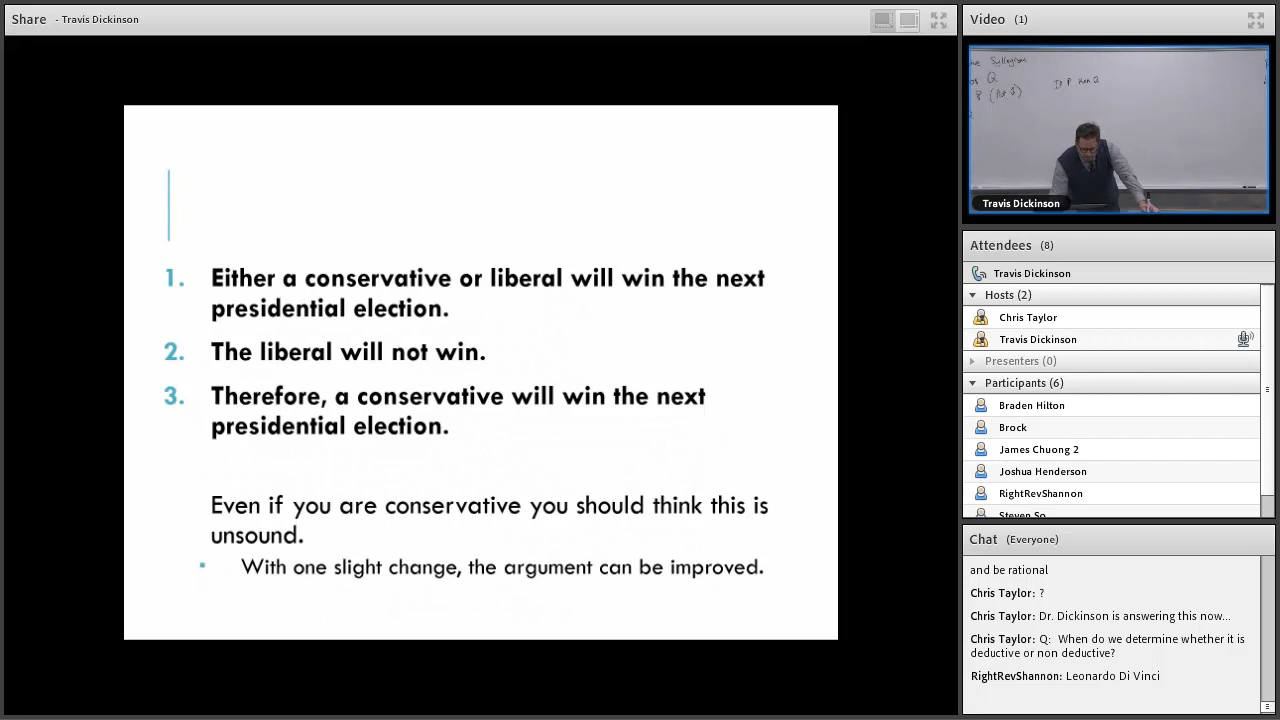 Share - Travis Dickinson
1. Either a conservative or liberal will win the next
presidential election.
2. The liberal will not win.
3. Therefore, a conservative will win the next
presidential election.
Even if you are conservative you should think this is
unsound.
▪ With one slight change, the argument can be improved.
Video (1)
Syllogism
Q
If P then Q
Travis Dickinson
Attendees (8)
Travis Dickinson
Hosts (2)
Chris Taylor
Travis Dickinson
Presenters (0)
Participants (6)
Braden Hilton
Brock
James Chuong 2
Joshua Henderson
RightRevShannon
Steven So
Chat (Everyone)
and be rational
Chris Taylor: ?
Chris Taylor: Dr. Dickinson is answering this now...
Chris Taylor: Q: When do we determine whether it is
deductive or non deductive?
RightRevShannon: Leonardo Di Vinci